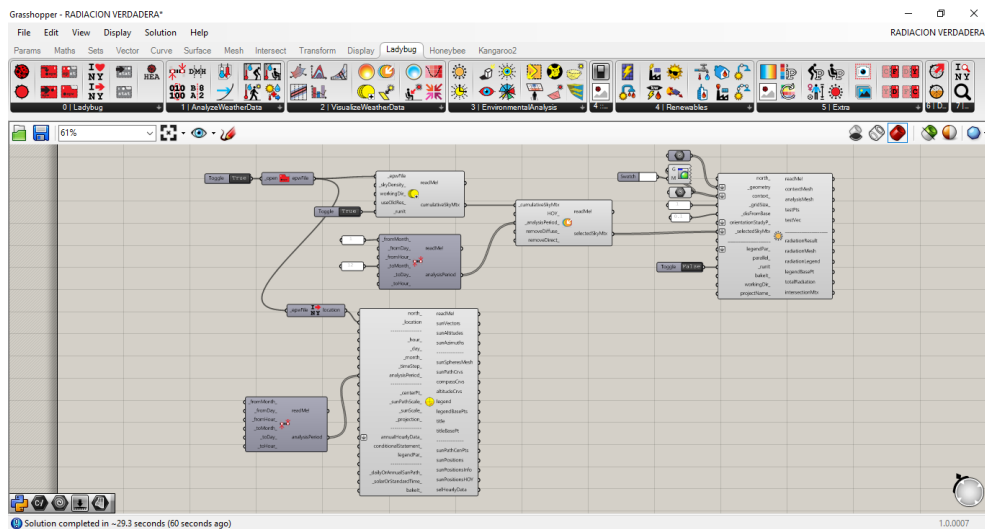 Grasshopper - RADIACION VERDADERA*
File Edit View Display Solution Help
RADIACION VERDADERA
Params Maths Sets Vector Curve Surface Mesh Intersect Transform Display Ladybug Honeybee Kangaroo2
0 | Ladybug
1 | AnalyzeWeatherData
2 | VisualizeWeatherData
3 | EnvironmentalAnalysis
4 | Renewables
5 | Extra
61%
Toggle True
_open epwFile
_epwFile
_skyDensity_
workingDir_
useOldRes_
_runIt
readMe!
cumulativeSkyMtx
Toggle True
_fromMonth_
_fromDay_
_fromHour_
_toMonth_
_toDay_
_toHour_
readMe!
analysisPeriod
_cumulativeSkyMtx
HOY_
_analysisPeriod_
removeDiffuse_
removeDirect_
readMe!
selectedSkyMtx
Toggle False
north_
_geometry
context_
_gridSize_
_disFromBase
orientationStudyP_
_selectedSkyMtx
legendPar_
parallel_
_runIt
bakeIt_
workingDir_
projectName_
readMe!
contextMesh
analysisMesh
testPts
testVec
radiationResult
radiationMesh
radiationLegend
legendBasePt
totalRadiation
intersectionMtx
_epwFile I NY location
_fromMonth_
_fromDay_
_fromHour_
_toMonth_
_toDay_
_toHour_
readMe!
analysisPeriod
north_
_location
_hour_
_day_
_month_
_timeStep_
analysisPeriod_
_centerPt_
_sunPathScale_
_sunScale_
_projection_
annualHourlyData_
conditionalStatement_
legendPar_
_dailyOrAnnualSunPath_
_solarOrStandardTime_
bakeIt_
readMe!
sunVectors
sunAltitudes
sunAzimuths
sunSpheresMesh
sunPathCrvs
compassCrvs
altitudeCrvs
legend
legendBasePts
title
titleBasePt
sunPathCenPts
sunPositions
sunPositionsInfo
sunPositionsHOY
selHourlyData
Solution completed in ~29.3 seconds (60 seconds ago)
1.0.0007